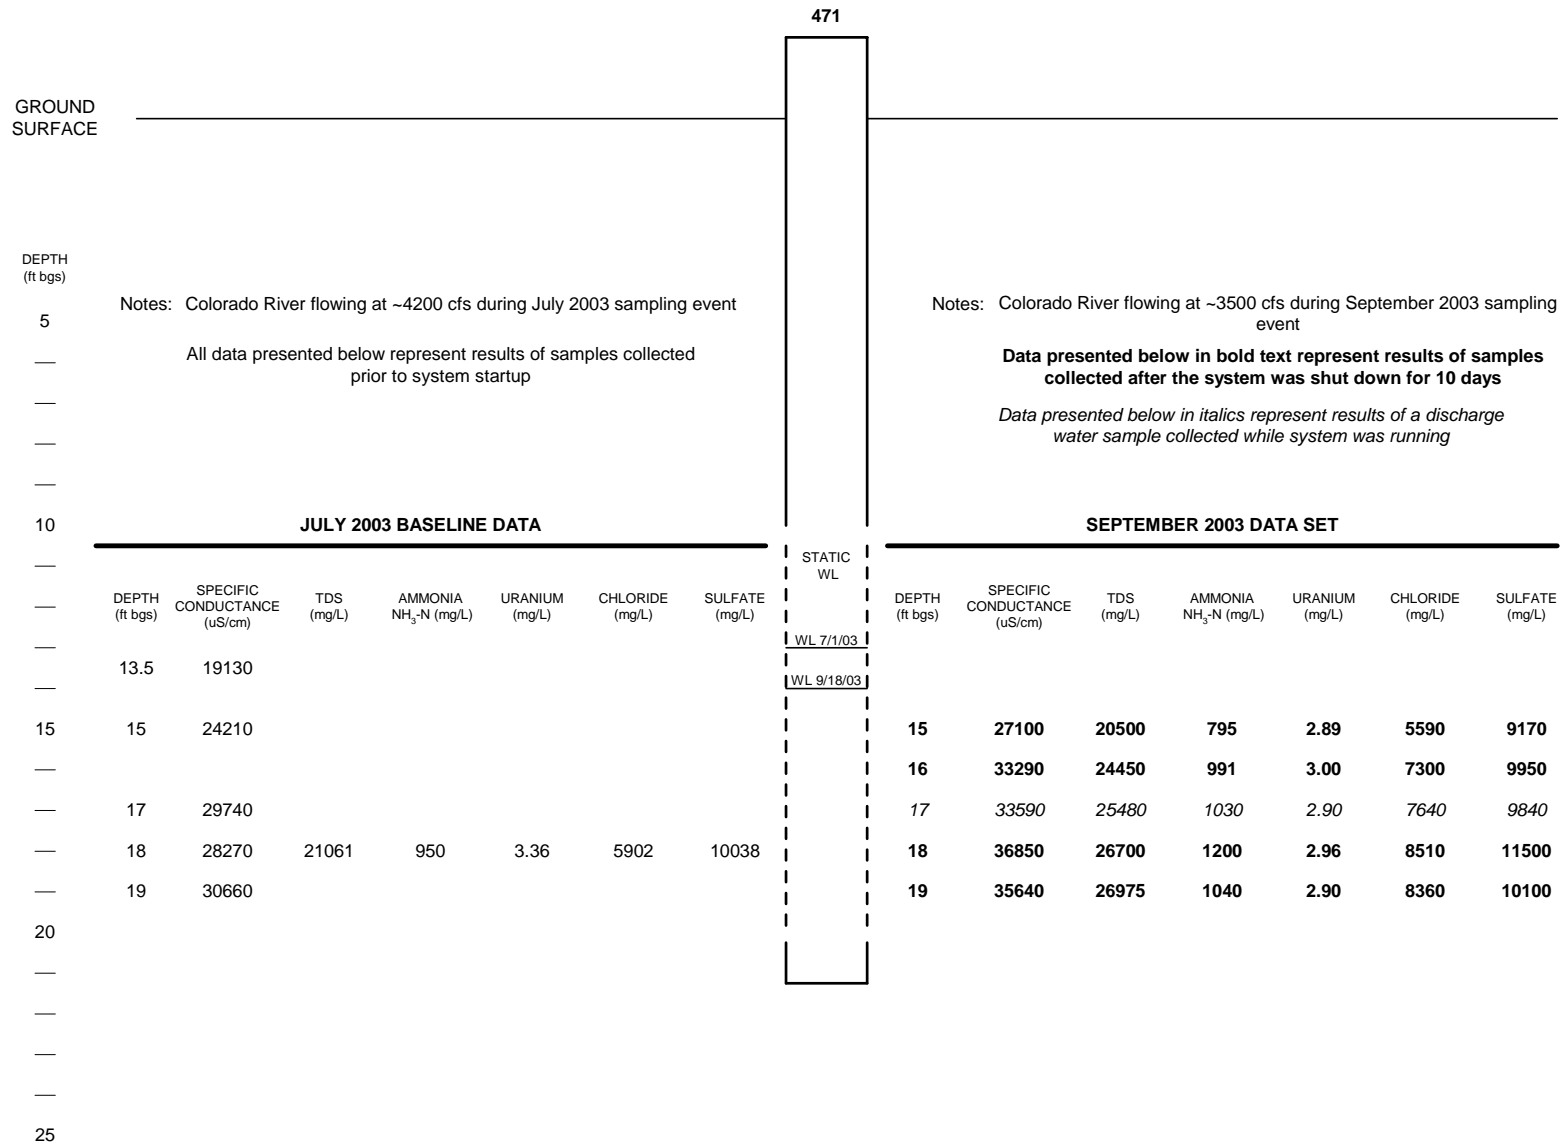 471
GROUND
SURFACE
DEPTH
(ft bgs)
5
10
15
20
25
Notes: Colorado River flowing at ~4200 cfs during July 2003 sampling event
All data presented below represent results of samples collected
prior to system startup
JULY 2003 BASELINE DATA
DEPTH (ft bgs) SPECIFIC CONDUCTANCE (uS/cm) TDS (mg/L) AMMONIA NH3-N (mg/L) URANIUM (mg/L) CHLORIDE (mg/L) SULFATE (mg/L)
13.5 19130
15 24210
17 29740
18 28270 21061 950 3.36 5902 10038
19 30660
STATIC
WL
WL 7/1/03
WL 9/18/03
Notes: Colorado River flowing at ~3500 cfs during September 2003 sampling
event
Data presented below in bold text represent results of samples
collected after the system was shut down for 10 days
Data presented below in italics represent results of a discharge
water sample collected while system was running
SEPTEMBER 2003 DATA SET
DEPTH (ft bgs) SPECIFIC CONDUCTANCE (uS/cm) TDS (mg/L) AMMONIA NH3-N (mg/L) URANIUM (mg/L) CHLORIDE (mg/L) SULFATE (mg/L)
15 27100 20500 795 2.89 5590 9170
16 33290 24450 991 3.00 7300 9950
17 33590 25480 1030 2.90 7640 9840
18 36850 26700 1200 2.96 8510 11500
19 35640 26975 1040 2.90 8360 10100